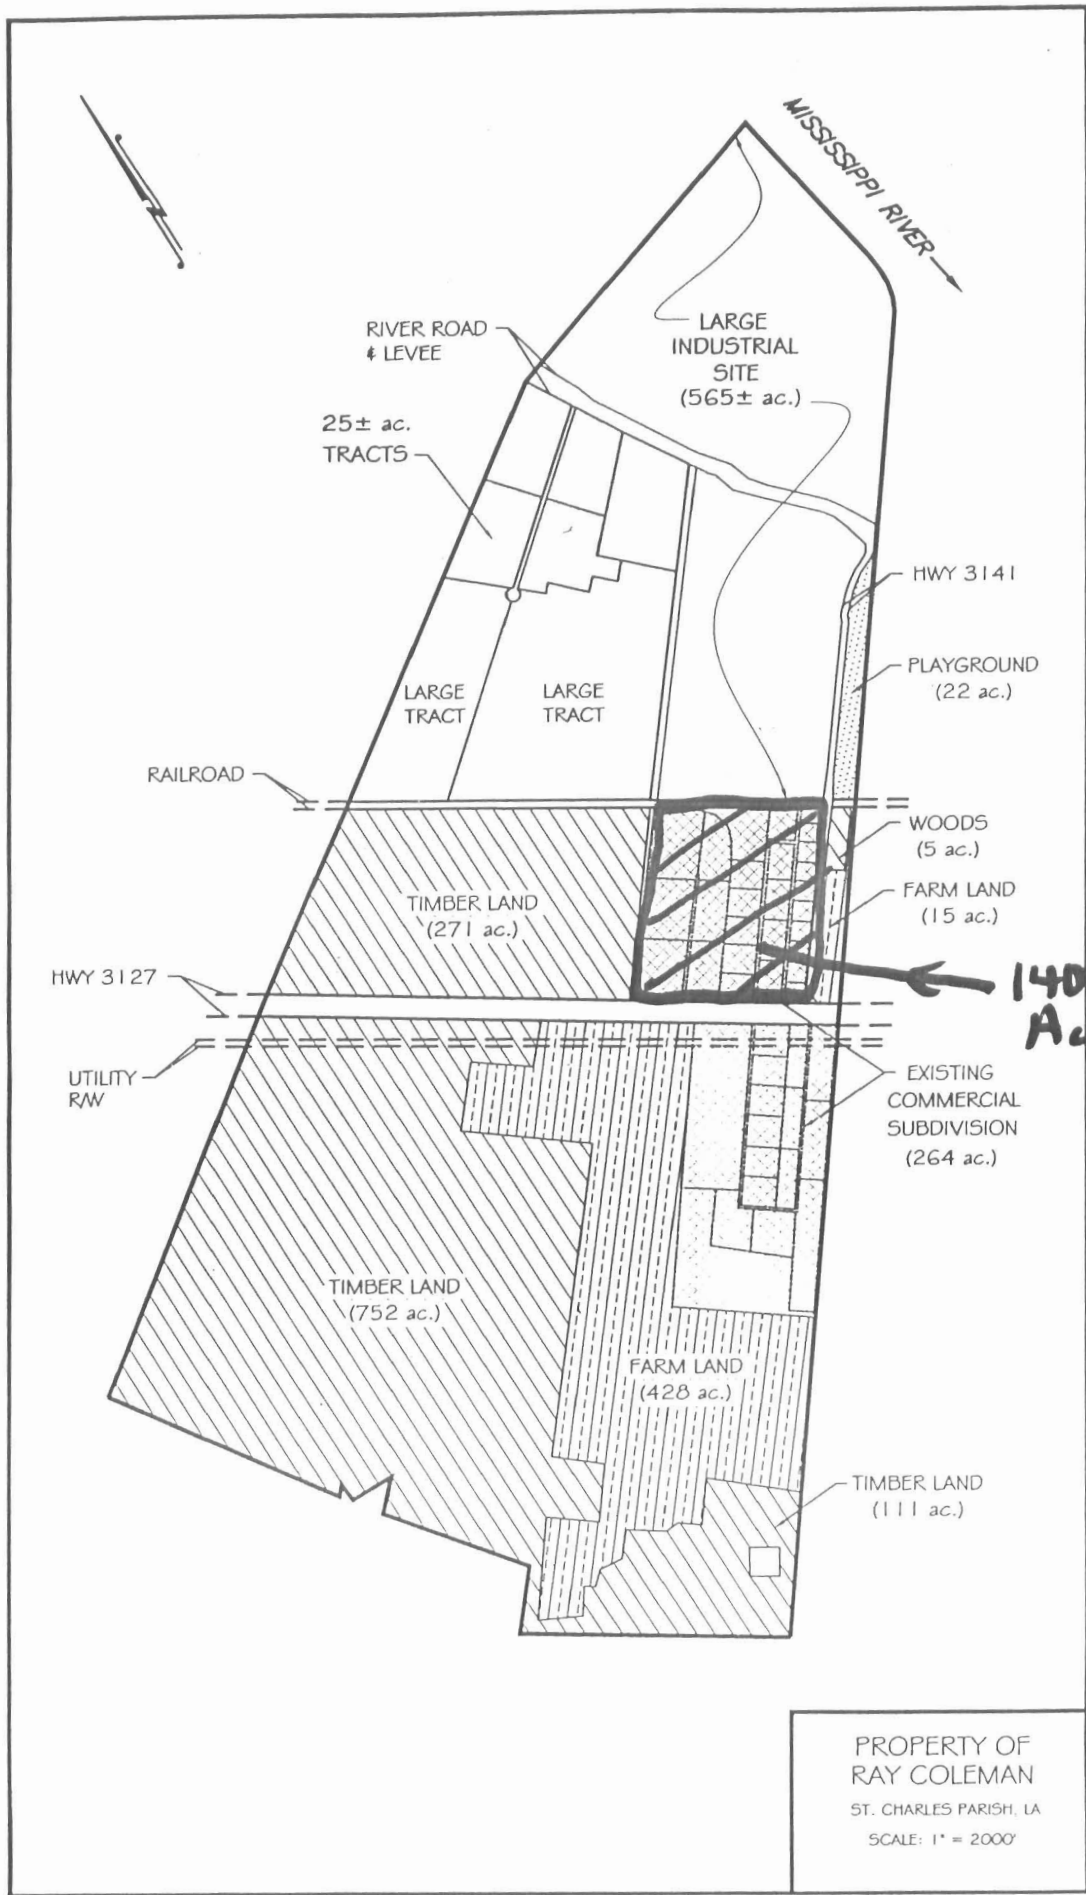 MISSISSIPPI RIVER
RIVER ROAD
& LEVEE
LARGE
INDUSTRIAL
SITE
(565± ac.)
25± ac.
TRACTS
HWY 3141
PLAYGROUND
(22 ac.)
LARGE
TRACT
LARGE
TRACT
RAILROAD
WOODS
(5 ac.)
TIMBER LAND
(271 ac.)
FARM LAND
(15 ac.)
HWY 3127
140
Ac
UTILITY
R/W
EXISTING
COMMERCIAL
SUBDIVISION
(264 ac.)
TIMBER LAND
(752 ac.)
FARM LAND
(428 ac.)
TIMBER LAND
(111 ac.)
PROPERTY OF
RAY COLEMAN
ST. CHARLES PARISH, LA
SCALE: 1" = 2000'